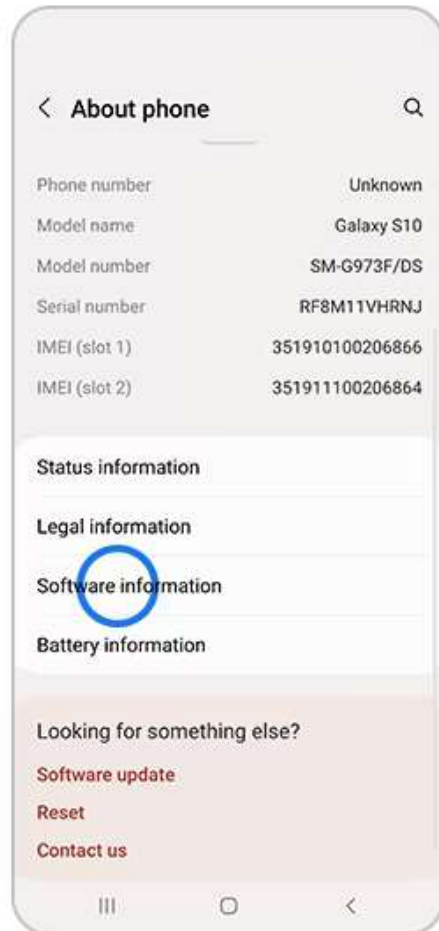 About phone
Phone number Unknown
Model name Galaxy S10
Model number SM-G973F/DS
Serial number RF8M11VHRNJ
IMEI (slot 1) 351910100206866
IMEI (slot 2) 351911100206864
Status information
Legal information
Software information
Battery information
Looking for something else?
Software update
Reset
Contact us